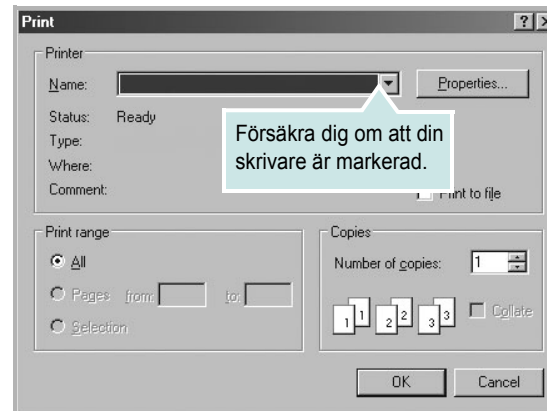 Print
Printer
Name:
Properties...
Status: Ready
Type:
Where:
Comment:
Försäkra dig om att din
skrivare är markerad.
Print to file
Print range
All
Pages from: to:
Selection
Copies
Number of copies: 1
1 1 2 2 3 3
Collate
OK Cancel